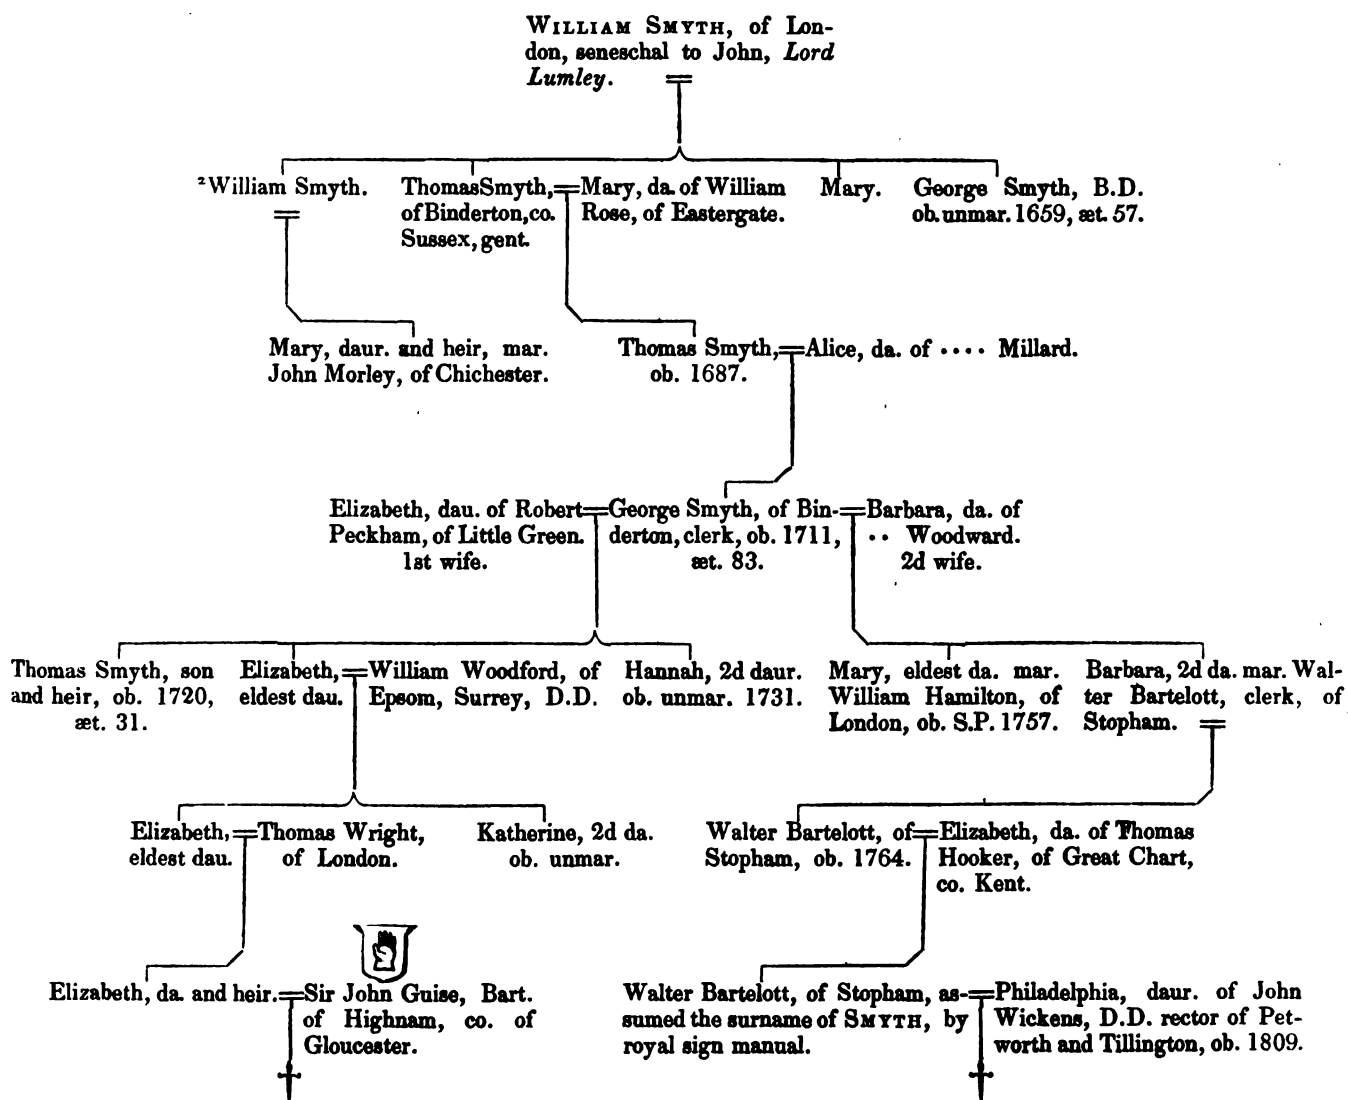 WILLIAM SMYTH, of Lon-
don, seneschal to John, Lord
Lumley.
²William Smyth.
Thomas Smyth,
of Binderton, co.
Sussex, gent.
Mary, da. of William
Rose, of Eastergate.
Mary.
George Smyth, B.D.
ob. unmar. 1659, æt. 57.
Mary, daur. and heir, mar.
John Morley, of Chichester.
Thomas Smyth,
ob. 1687.
Alice, da. of .... Millard.
Elizabeth, dau. of Robert
Peckham, of Little Green.
1st wife.
George Smyth, of Bin-
derton, clerk, ob. 1711,
æt. 83.
Barbara, da. of
.. Woodward.
2d wife.
Thomas Smyth, son
and heir, ob. 1720,
æt. 31.
Elizabeth,
eldest dau.
William Woodford, of
Epsom, Surrey, D.D.
Hannah, 2d daur.
ob. unmar. 1731.
Mary, eldest da. mar.
William Hamilton, of
London, ob. S.P. 1757.
Barbara, 2d da. mar. Wal-
ter Bartelott, clerk, of
Stopham.
Elizabeth,
eldest dau.
Thomas Wright,
of London.
Katherine, 2d da.
ob. unmar.
Walter Bartelott, of
Stopham, ob. 1764.
Elizabeth, da. of Thomas
Hooker, of Great Chart,
co. Kent.
Elizabeth, da. and heir.
Sir John Guise, Bart.
of Highnam, co. of
Gloucester.
Walter Bartelott, of Stopham, as-
sumed the surname of SMYTH, by
royal sign manual.
Philadelphia, daur. of John
Wickens, D.D. rector of Pet-
worth and Tillington, ob. 1809.